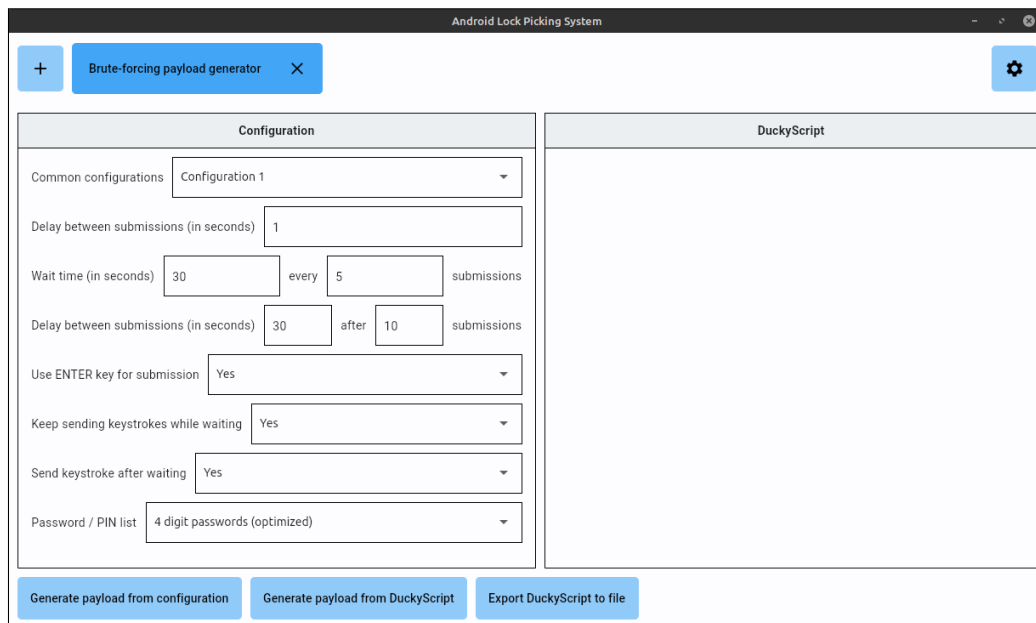 Android Lock Picking System
+ Brute-forcing payload generator
Configuration
Common configurations Configuration 1
Delay between submissions (in seconds) 1
Wait time (in seconds) 30 every 5 submissions
Delay between submissions (in seconds) 30 after 10 submissions
Use ENTER key for submission Yes
Keep sending keystrokes while waiting Yes
Send keystroke after waiting Yes
Password / PIN list 4 digit passwords (optimized)
DuckyScript
Generate payload from configuration Generate payload from DuckyScript Export DuckyScript to file